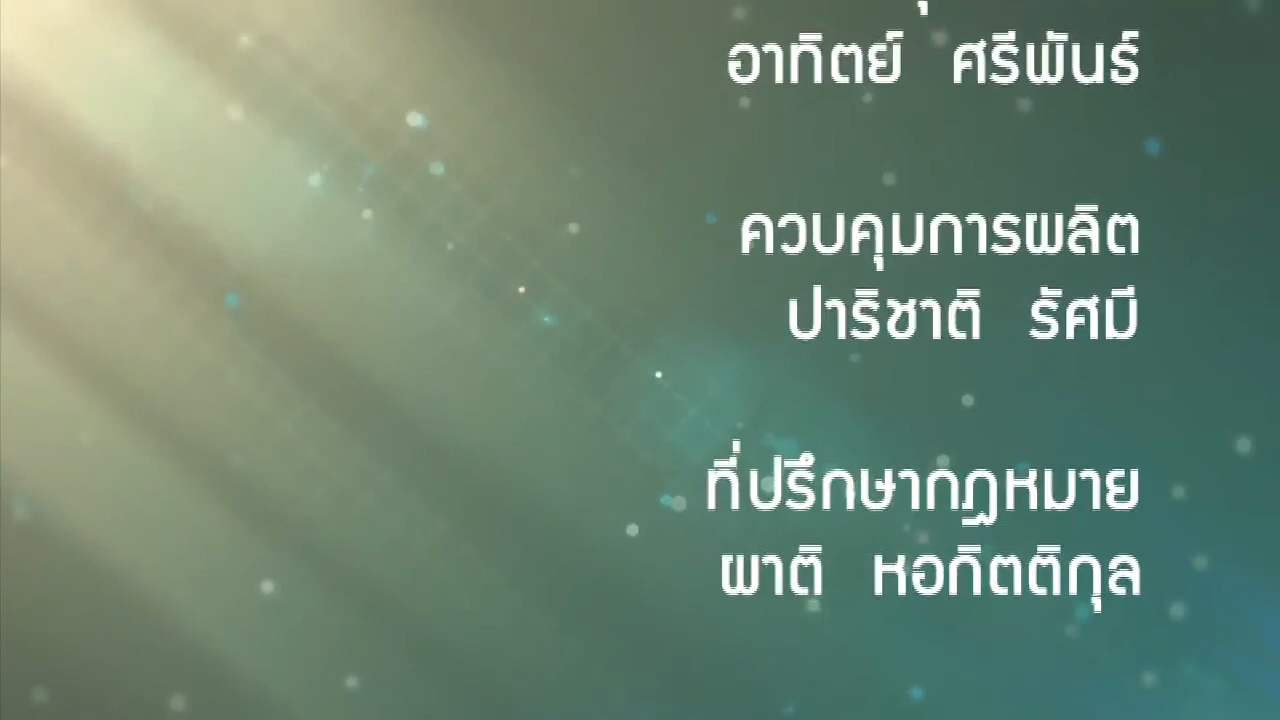 อาทิตย์ ศรีพันธ์
ควบคุมการผลิต
ปาริชาติ รัศมี
ที่ปรึกษากฎหมาย
ผาติ หอกิตติกุล